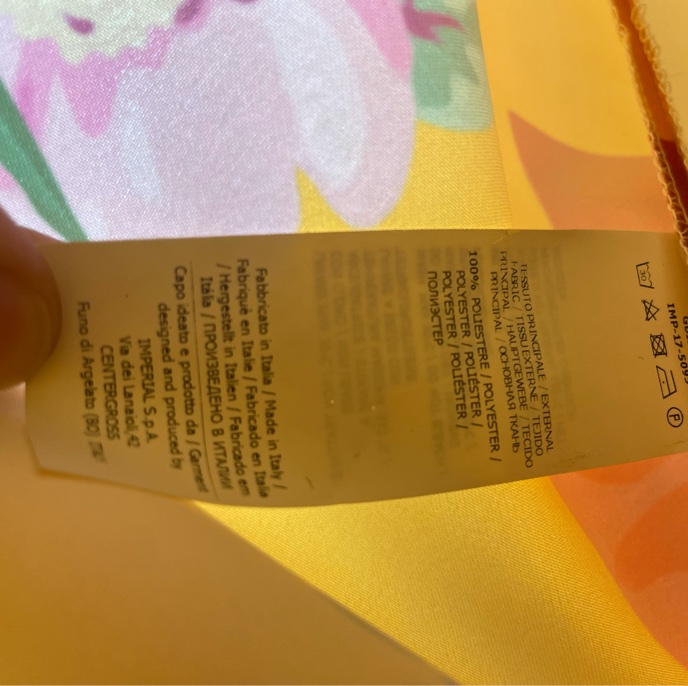 IMP-17-509
30
P
TESSUTO PRINCIPALE / EXTERNAL
FABRIC / TISSU EXTERNE / TEJIDO
PRINCIPAL / HAUPTGEWEBE / TECIDO
PRINCIPAL / ОСНОВНАЯ ТКАНЬ
100% POLIESTERE / POLYESTER /
POLYESTER / POLIÉSTER /
POLYESTER / POLIÉSTER /
ПОЛИЭСТЕР
Fabbricato in Italia / Made in Italy /
Fabriqué en Italie / Fabricado en Italia
/ Hergestellt in Italien / Fabricado em
Itália / ПРОИЗВЕДЕНО В ИТАЛИИ
Capo ideato e prodotto da / Garment
designed and produced by
IMPERIAL S.p.A.
Via dei Lanaioli, 42
CENTERGROSS
Funo di Argelato (BO)